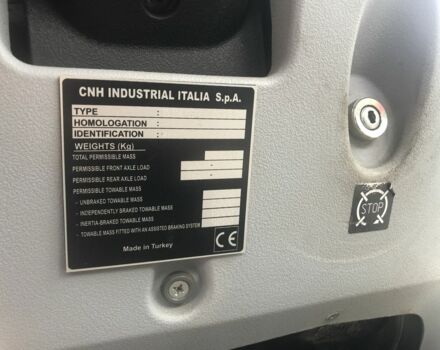 CNH INDUSTRIAL ITALIA S.p.A.
TYPE :
HOMOLOGATION :
IDENTIFICATION :
WEIGHTS (Kg)
TOTAL PERMISSIBLE MASS
PERMISSIBLE FRONT AXLE LOAD :
PERMISSIBLE REAR AXLE LOAD :
PERMISSIBLE TOWABLE MASS
- UNBRAKED TOWABLE MASS
- INDEPENDENTLY BRAKED TOWABLE MASS
- INERTIA-BRAKED TOWABLE MASS
- TOWABLE MASS FITTED WITH AN ASSISTED BRAKING SYSTEM
Made in Turkey
CE
STOP